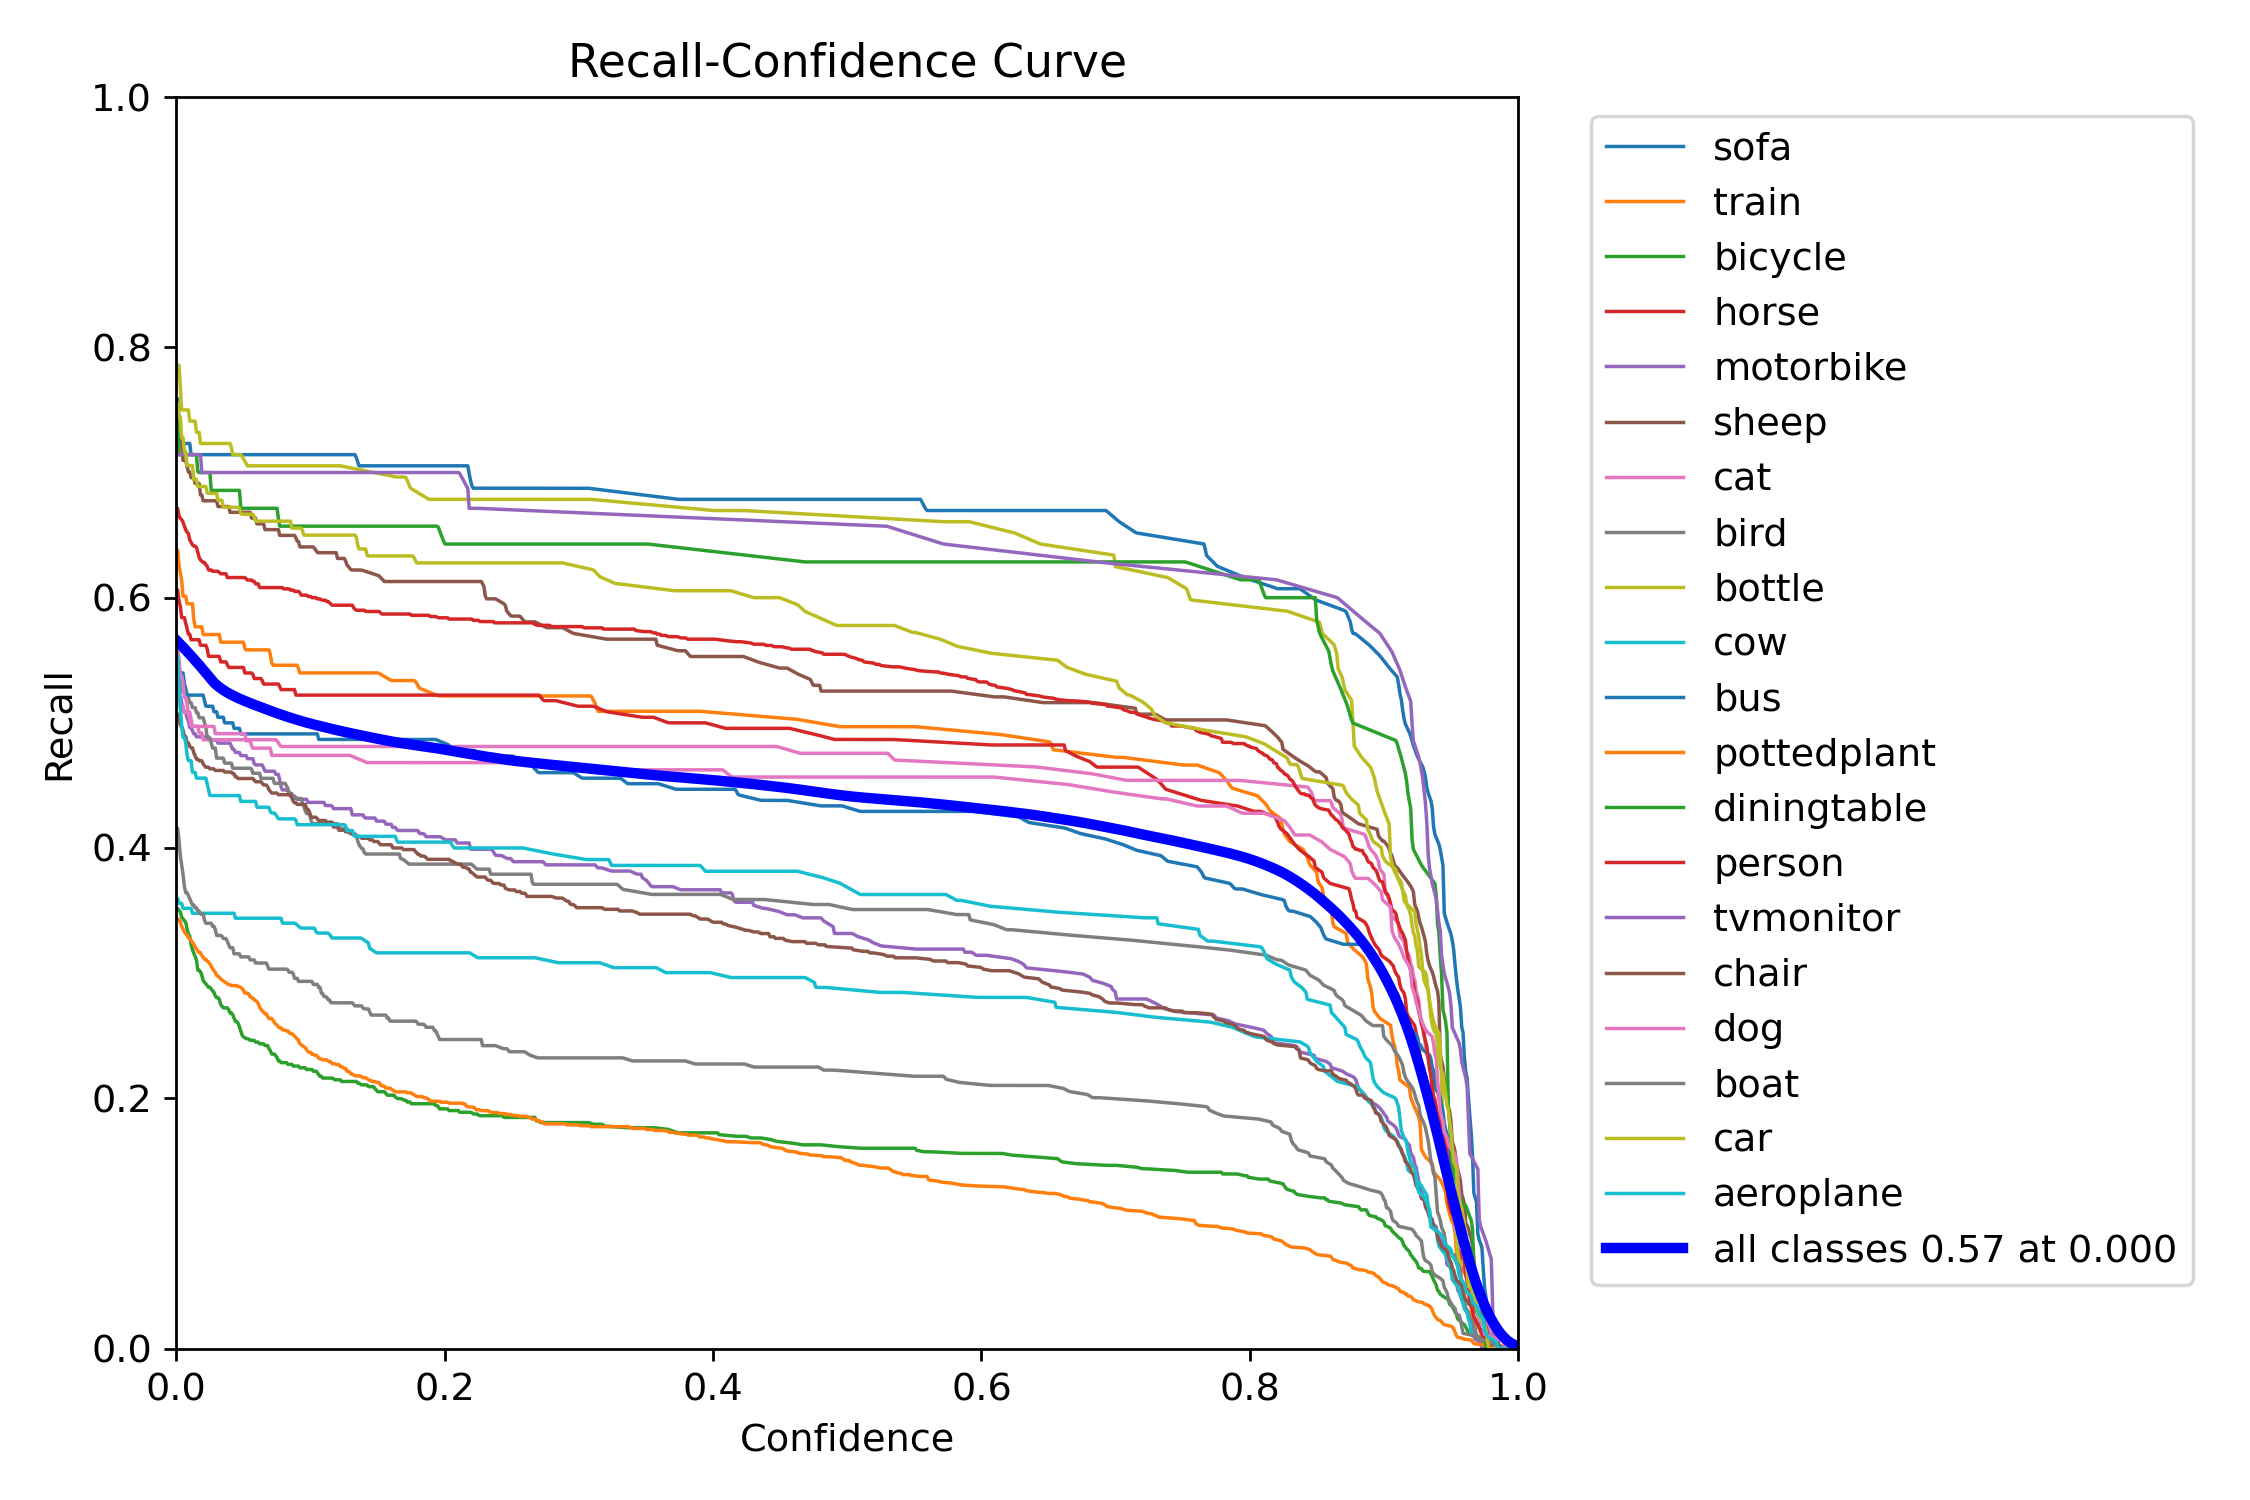 Recall-Confidence Curve
1.0
0.8
0.6
0.4
0.2
0.0
Recall
0.0 0.2 0.4 0.6 0.8 1.0
Confidence
sofa
train
bicycle
horse
motorbike
sheep
cat
bird
bottle
cow
bus
pottedplant
diningtable
person
tvmonitor
chair
dog
boat
car
aeroplane
all classes 0.57 at 0.000